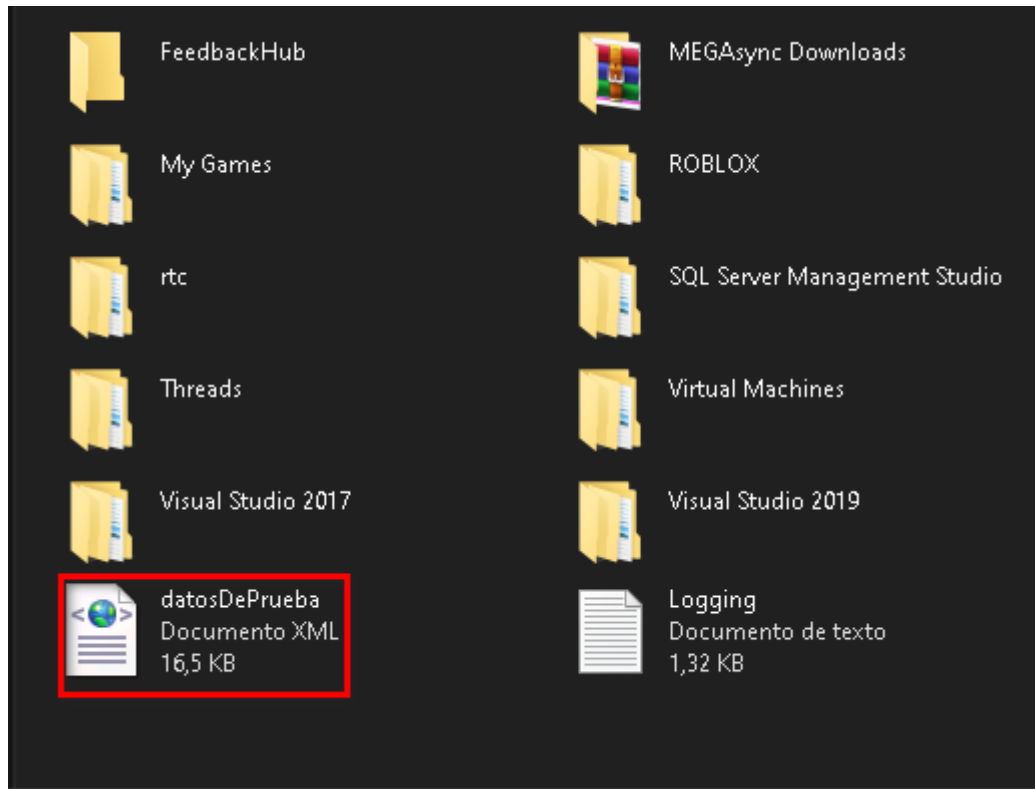 FeedbackHub
MEGAsync Downloads
My Games
ROBLOX
rtc
SQL Server Management Studio
Threads
Virtual Machines
Visual Studio 2017
Visual Studio 2019
datosDePrueba
Documento XML
16,5 KB
Logging
Documento de texto
1,32 KB